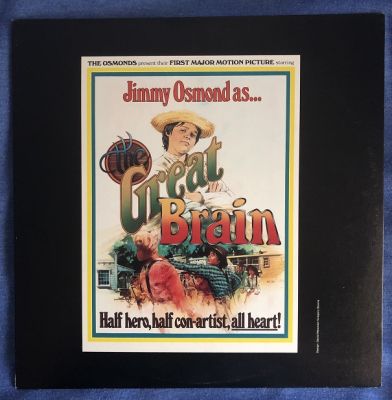 THE OSMONDS present their FIRST MAJOR MOTION PICTURE starring
Jimmy Osmond as...
the
Great
Brain
Half hero, half con-artist, all heart!